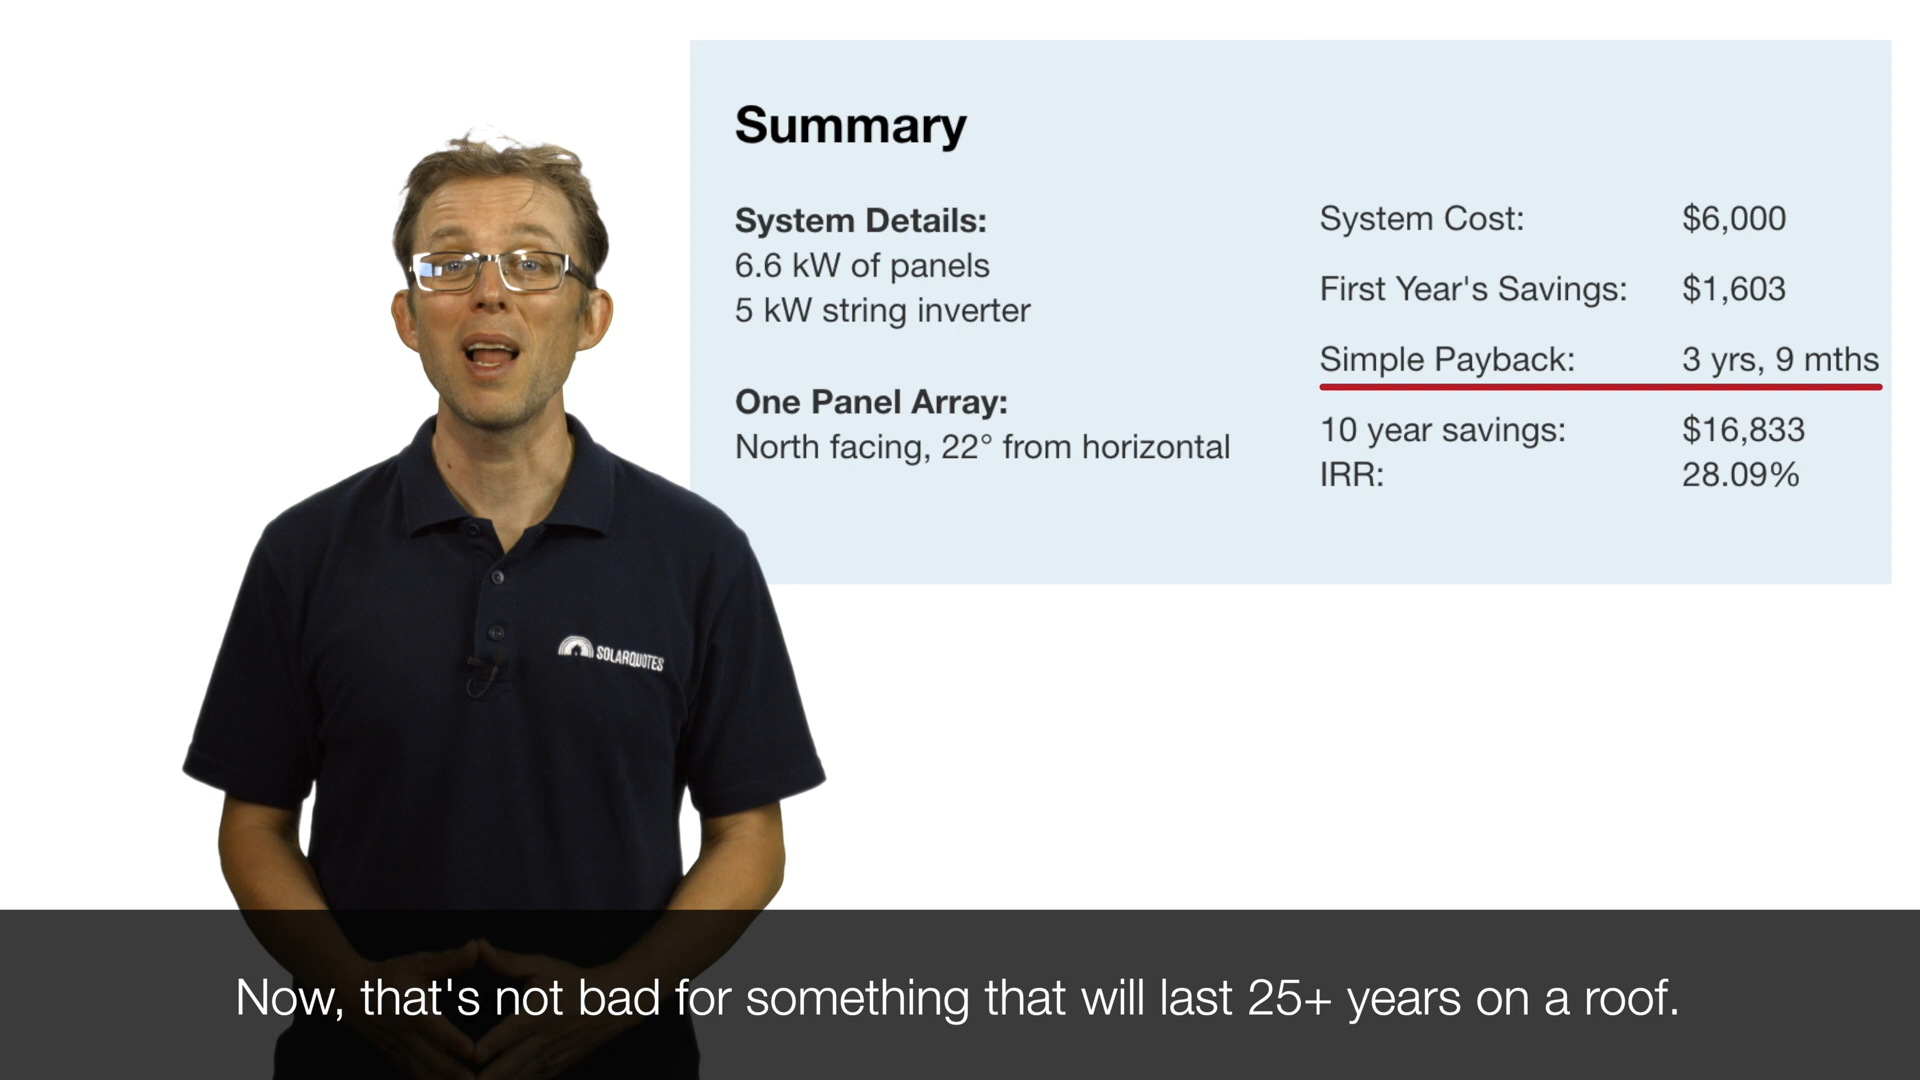 Summary
System Details:
6.6 kW of panels
5 kW string inverter
One Panel Array:
North facing, 22° from horizontal
System Cost: $6,000
First Year's Savings: $1,603
Simple Payback: 3 yrs, 9 mths
10 year savings: $16,833
IRR: 28.09%
SOLARQUOTES
Now, that's not bad for something that will last 25+ years on a roof.